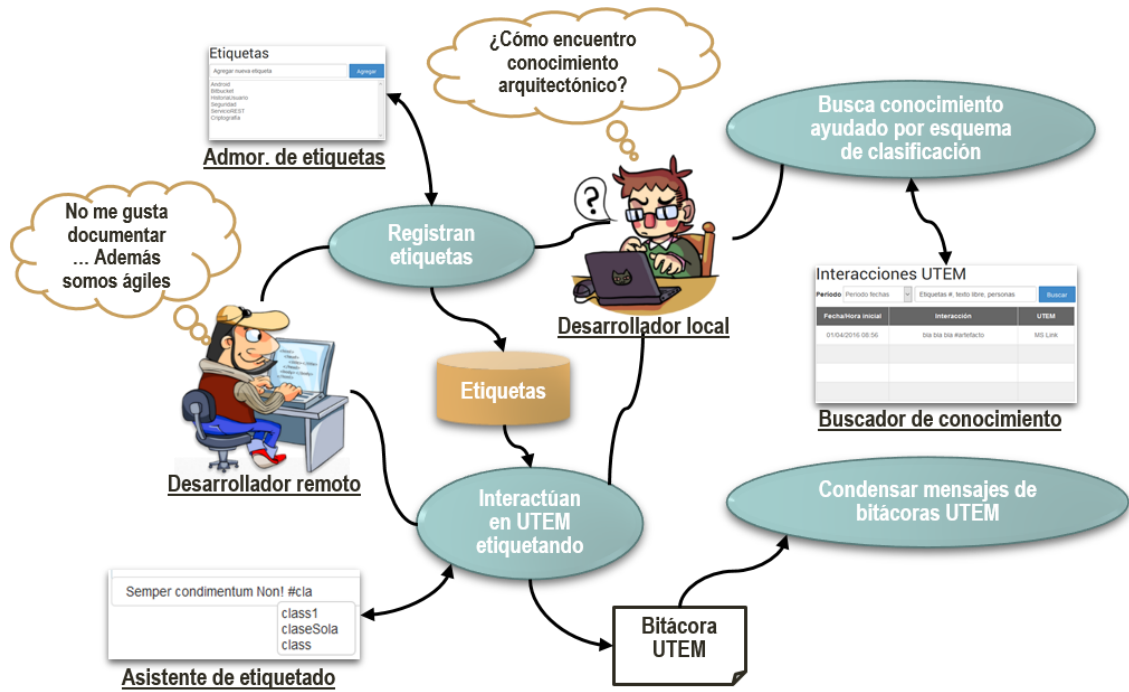 Etiquetas
Agregar nueva etiqueta
Agregar
Android
Bitbucket
HistoriaUsuario
Seguridad
ServicioREST
Criptografía
Admor. de etiquetas
¿Cómo encuentro
conocimiento
arquitectónico?
Busca conocimiento
ayudado por esquema
de clasificación
No me gusta
documentar
... Además
somos ágiles
Registran
etiquetas
?
Desarrollador local
Interacciones UTEM
Periodo
Periodo fechas
Etiquetas #, texto libre, personas
Buscar
Fecha/Hora inicial
Interacción
UTEM
01/04/2016 08:56
bla bla bla #artefacto
MS Link
Buscador de conocimiento
Etiquetas
Desarrollador remoto
Interactúan
en UTEM
etiquetando
Condensar mensajes de
bitácoras UTEM
Semper condimentum Non! #cla
class1
claseSola
class
Asistente de etiquetado
Bitácora
UTEM